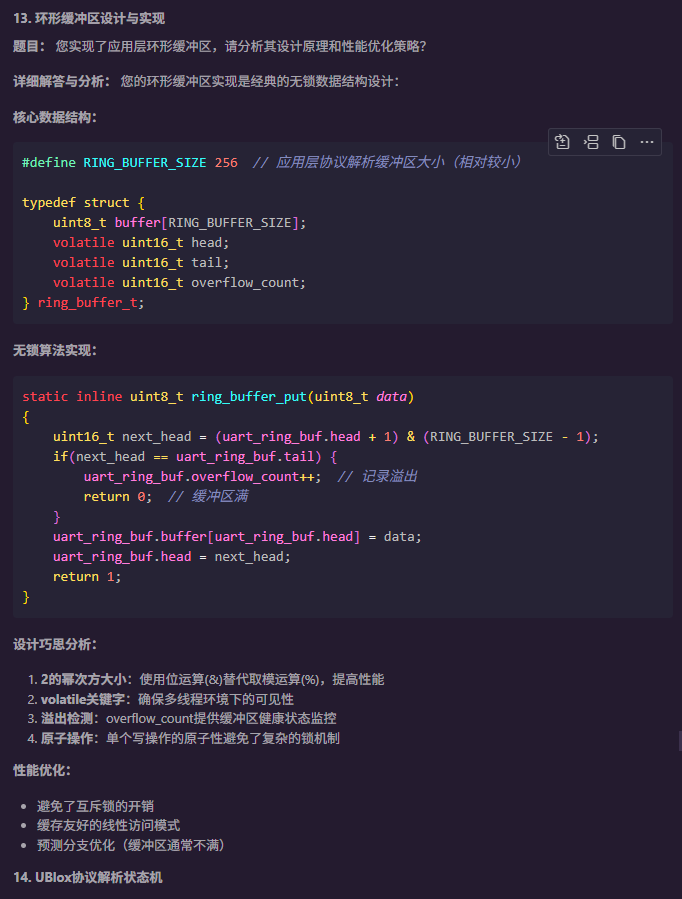 13. 环形缓冲区设计与实现
题目： 您实现了应用层环形缓冲区，请分析其设计原理和性能优化策略？
详细解答与分析： 您的环形缓冲区实现是经典的无锁数据结构设计：
核心数据结构：
#define RING_BUFFER_SIZE 256  // 应用层协议解析缓冲区大小（相对较小）
typedef struct {
    uint8_t buffer[RING_BUFFER_SIZE];
    volatile uint16_t head;
    volatile uint16_t tail;
    volatile uint16_t overflow_count;
} ring_buffer_t;
无锁算法实现：
static inline uint8_t ring_buffer_put(uint8_t data)
{
    uint16_t next_head = (uart_ring_buf.head + 1) & (RING_BUFFER_SIZE - 1);
    if(next_head == uart_ring_buf.tail) {
        uart_ring_buf.overflow_count++;  // 记录溢出
        return 0;  // 缓冲区满
    }
    uart_ring_buf.buffer[uart_ring_buf.head] = data;
    uart_ring_buf.head = next_head;
    return 1;
}
设计巧思分析：
1. 2的幂次方大小：使用位运算(&)替代取模运算(%)，提高性能
2. volatile关键字：确保多线程环境下的可见性
3. 溢出检测：overflow_count提供缓冲区健康状态监控
4. 原子操作：单个写操作的原子性避免了复杂的锁机制
性能优化：
• 避免了互斥锁的开销
• 缓存友好的线性访问模式
• 预测分支优化（缓冲区通常不满）
14. UBlox协议解析状态机